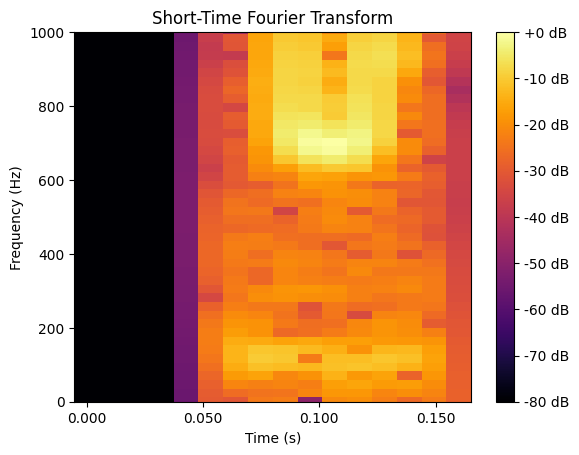 Short-Time Fourier Transform
Frequency (Hz)
1000
800
600
400
200
0
0.000
0.050
0.100
0.150
Time (s)
+0 dB
-10 dB
-20 dB
-30 dB
-40 dB
-50 dB
-60 dB
-70 dB
-80 dB